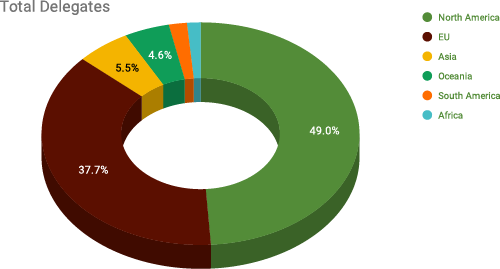 Total Delegates
North America
EU
Asia
Oceania
South America
Africa
5.5%
4.6%
49.0%
37.7%